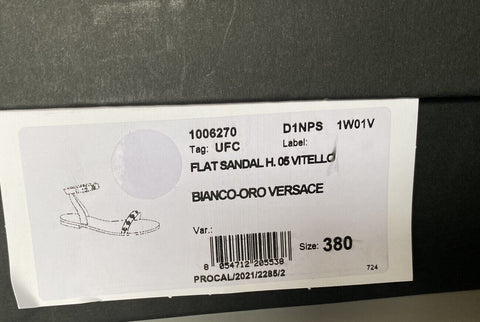 1006270 D1NPS 1W01V
Tag: UFC Label:
FLAT SANDAL H. 05 VITELLO
BIANCO-ORO VERSACE
Var.:
Size: 380
8 054712 205538
PROCAL/2021/2285/2 724